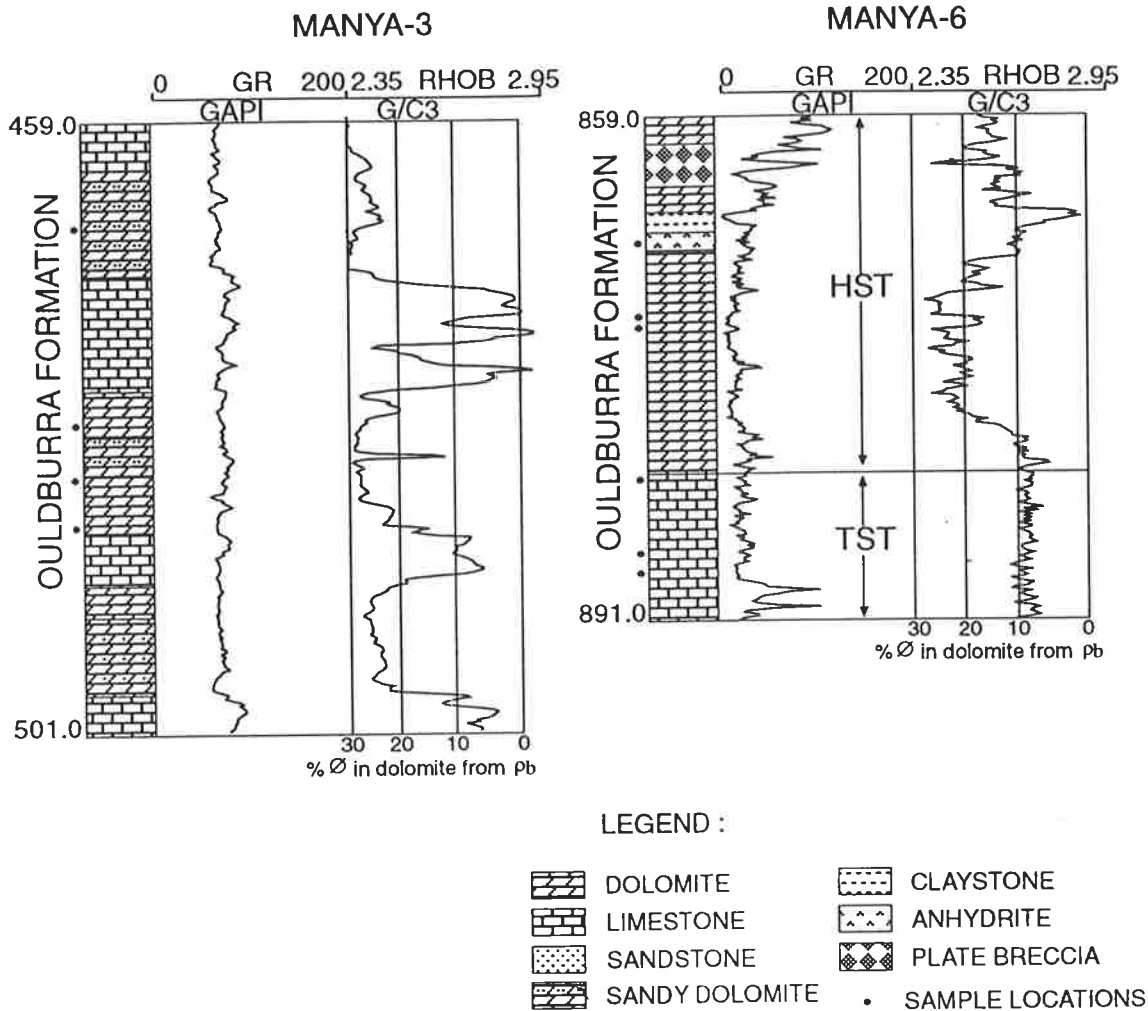 MANYA-3
0 GR 200 2.35 RHOB 2.95
GAPI G/C3
459.0
OULDBURRA FORMATION
501.0
30 20 10 0
% Ø in dolomite from ρb
MANYA-6
0 GR 200 2.35 RHOB 2.95
GAPI G/C3
859.0
OULDBURRA FORMATION
HST
TST
891.0
30 20 10 0
% Ø in dolomite from ρb
LEGEND :
DOLOMITE
LIMESTONE
SANDSTONE
SANDY DOLOMITE
CLAYSTONE
ANHYDRITE
PLATE BRECCIA
• SAMPLE LOCATIONS